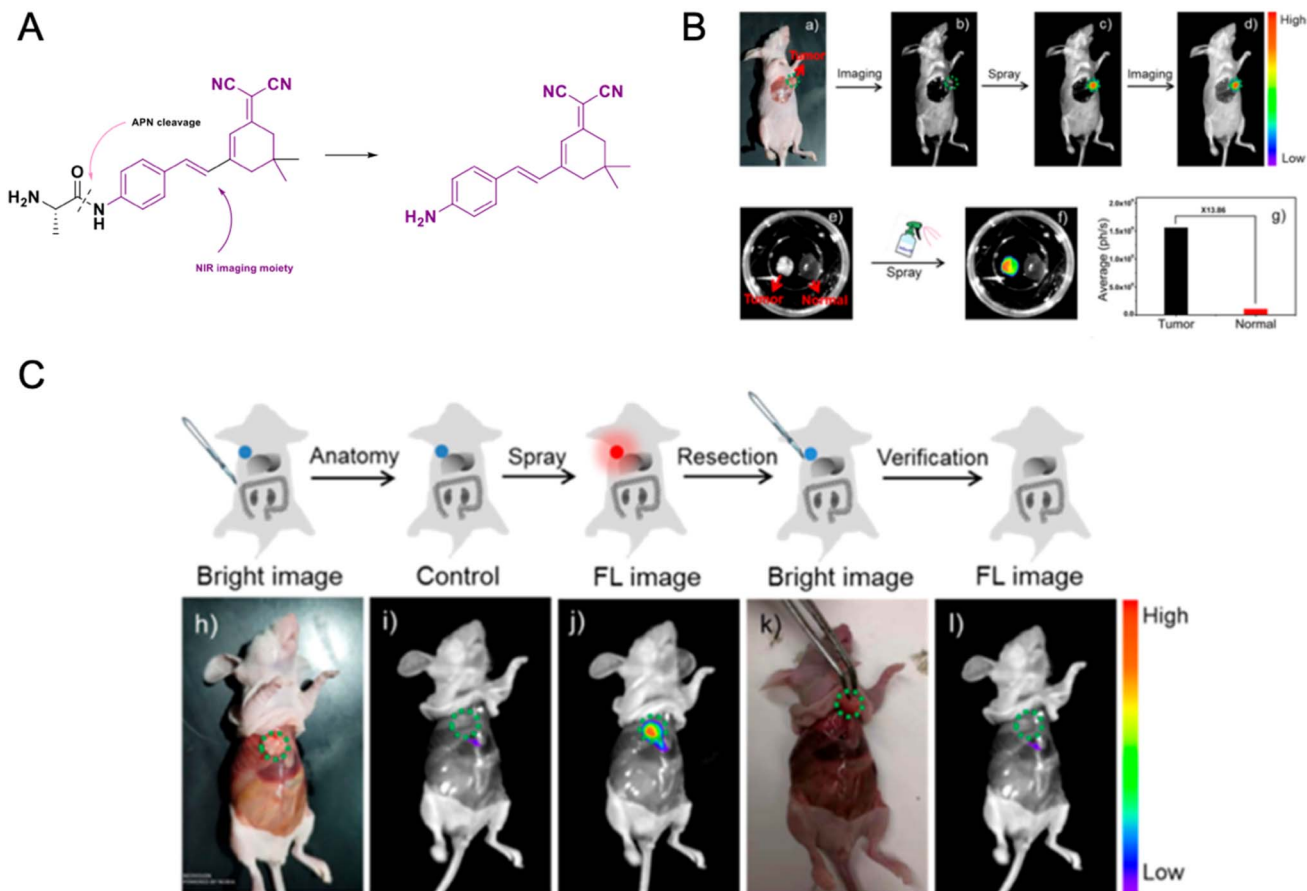 A
NC
CN
APN cleavage
O
H₂N
N
H
NIR imaging moiety
NC
CN
H₂N
B
a)
Tumor
Imaging
b)
Spray
c)
Imaging
d)
High
Low
e)
Tumor
Normal
Spray
f)
g)
X13.86
Average (ph/s)
0.0
Tumor
Normal
C
Anatomy
Spray
Resection
Verification
Bright image
Control
FL image
Bright image
FL image
h)
i)
j)
k)
l)
High
Low